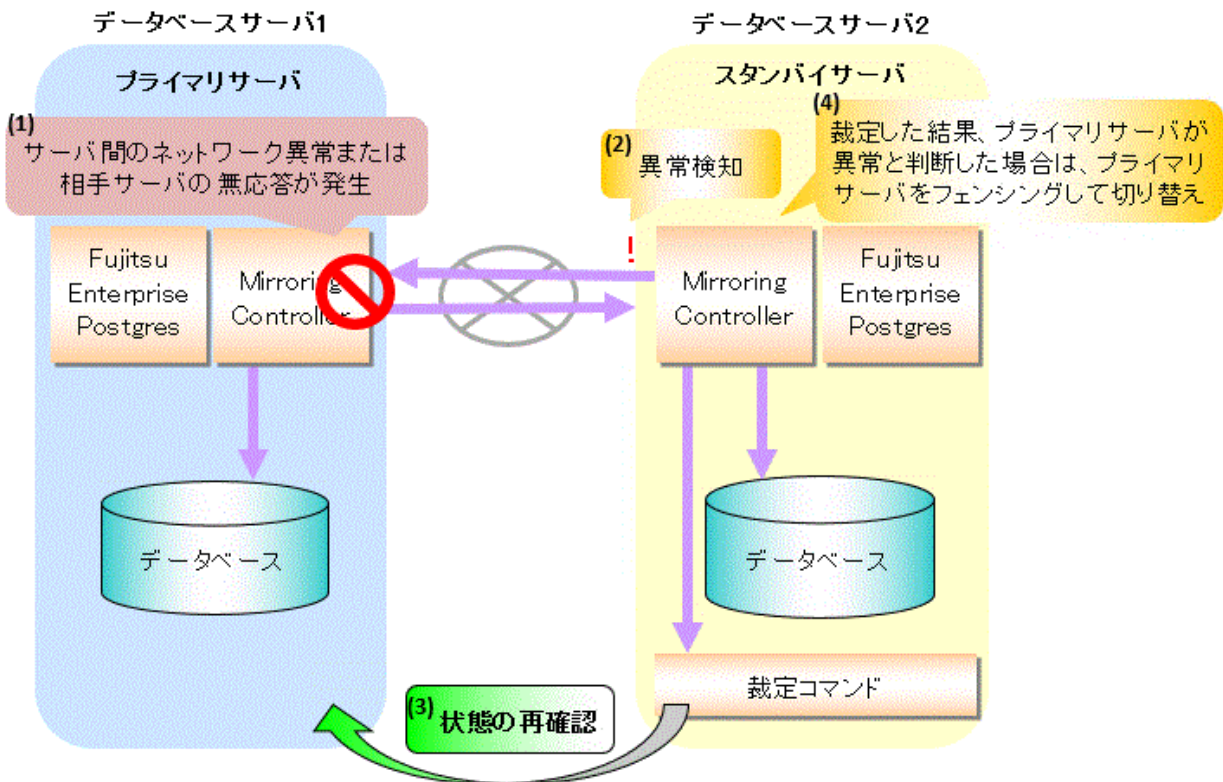 データベースサーバ1
データベースサーバ2
プライマリサーバ
スタンバイサーバ
(1)
サーバ間のネットワーク異常または
相手サーバの無応答が発生
(2)
異常検知
(4)
裁定した結果、プライマリサーバが
異常と判断した場合は、プライマリ
サーバをフェンシングして切り替え
!
Fujitsu
Enterprise
Postgres
Mirroring
Controller
Mirroring
Controller
Fujitsu
Enterprise
Postgres
データベース
データベース
裁定コマンド
(3) 状態の再確認